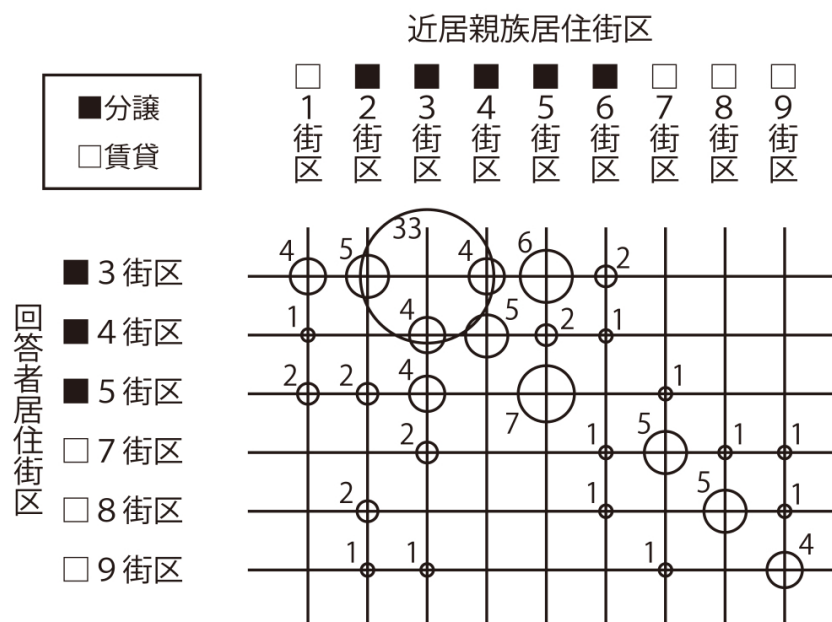 近居親族居住街区
■分譲
□賃貸
□ ■ ■ ■ ■ ■ □ □ □
1街区 2街区 3街区 4街区 5街区 6街区 7街区 8街区 9街区
回答者居住街区
■ 3街区
4 5 33 4 6 2
■ 4街区
1 4 5 2 1
■ 5街区
2 2 4 7 1
□ 7街区
2 1 5 1 1
□ 8街区
2 1 5 1
□ 9街区
1 1 1 4